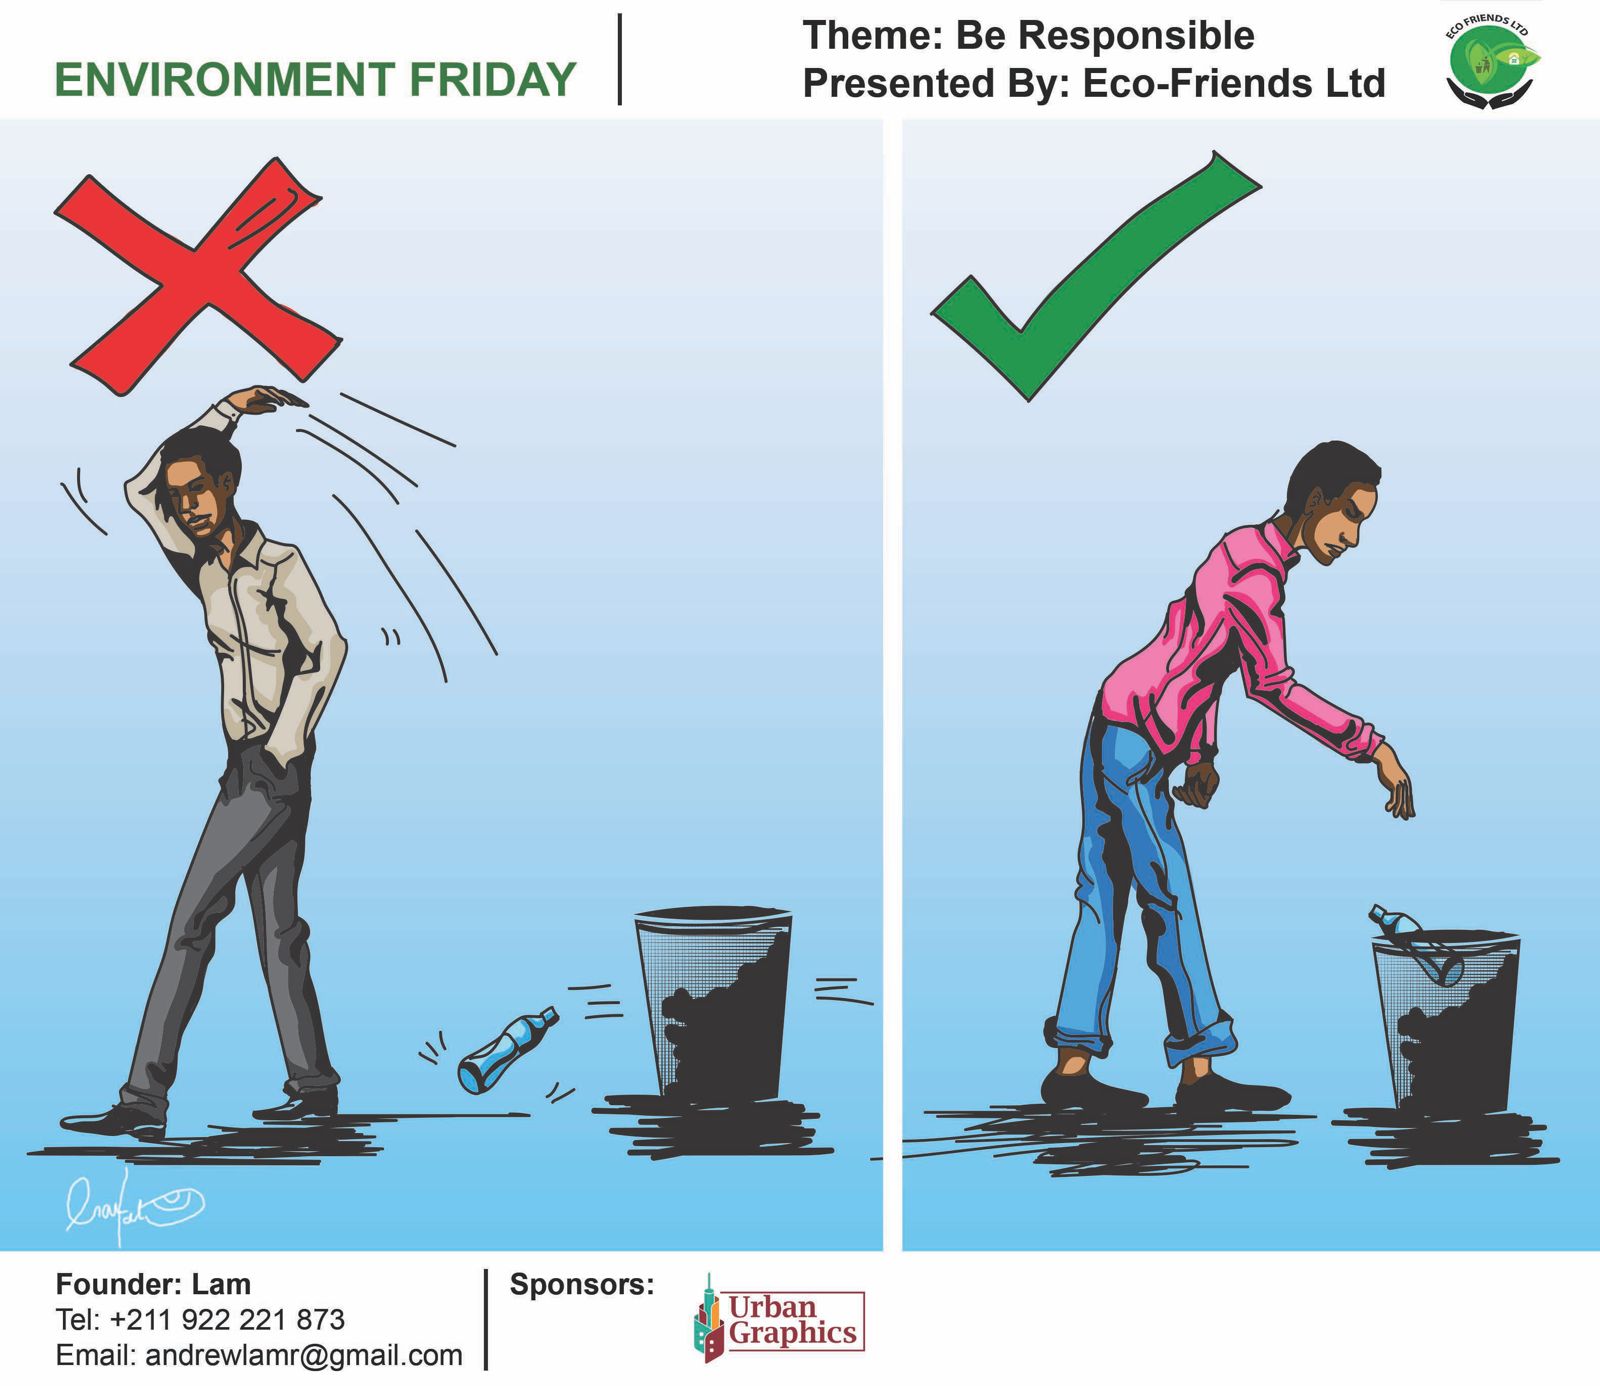 ENVIRONMENT FRIDAY
Theme: Be Responsible
Presented By: Eco-Friends Ltd
ECO FRIENDS LTD
Founder: Lam
Tel: +211 922 221 873
Email: andrewlamr@gmail.com
Sponsors:
Urban
Graphics